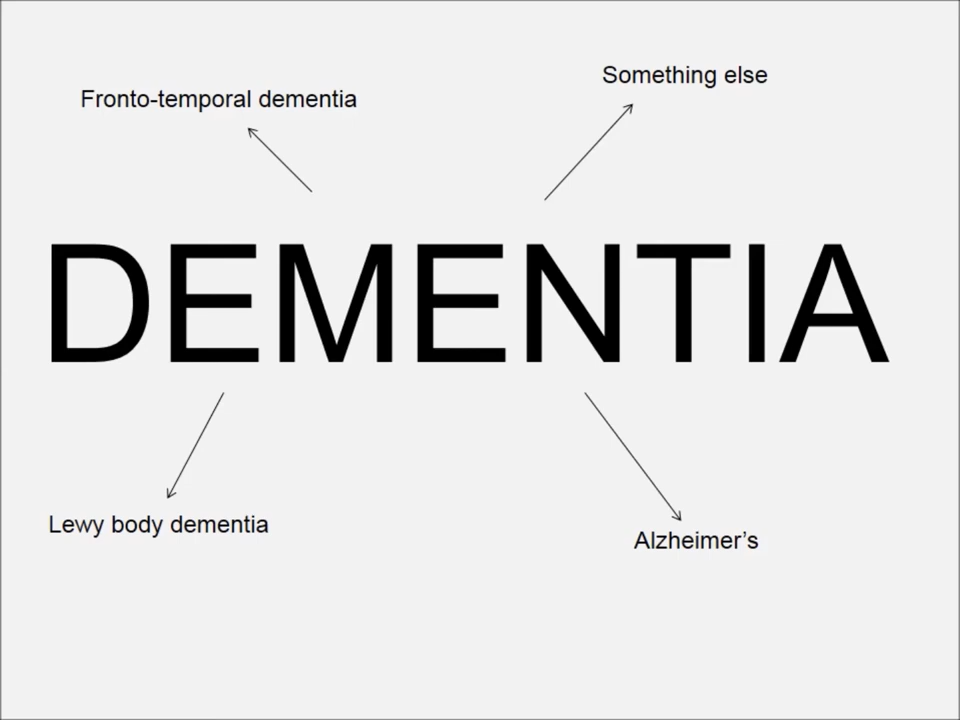 Something else
Fronto-temporal dementia
DEMENTIA
Lewy body dementia
Alzheimer’s